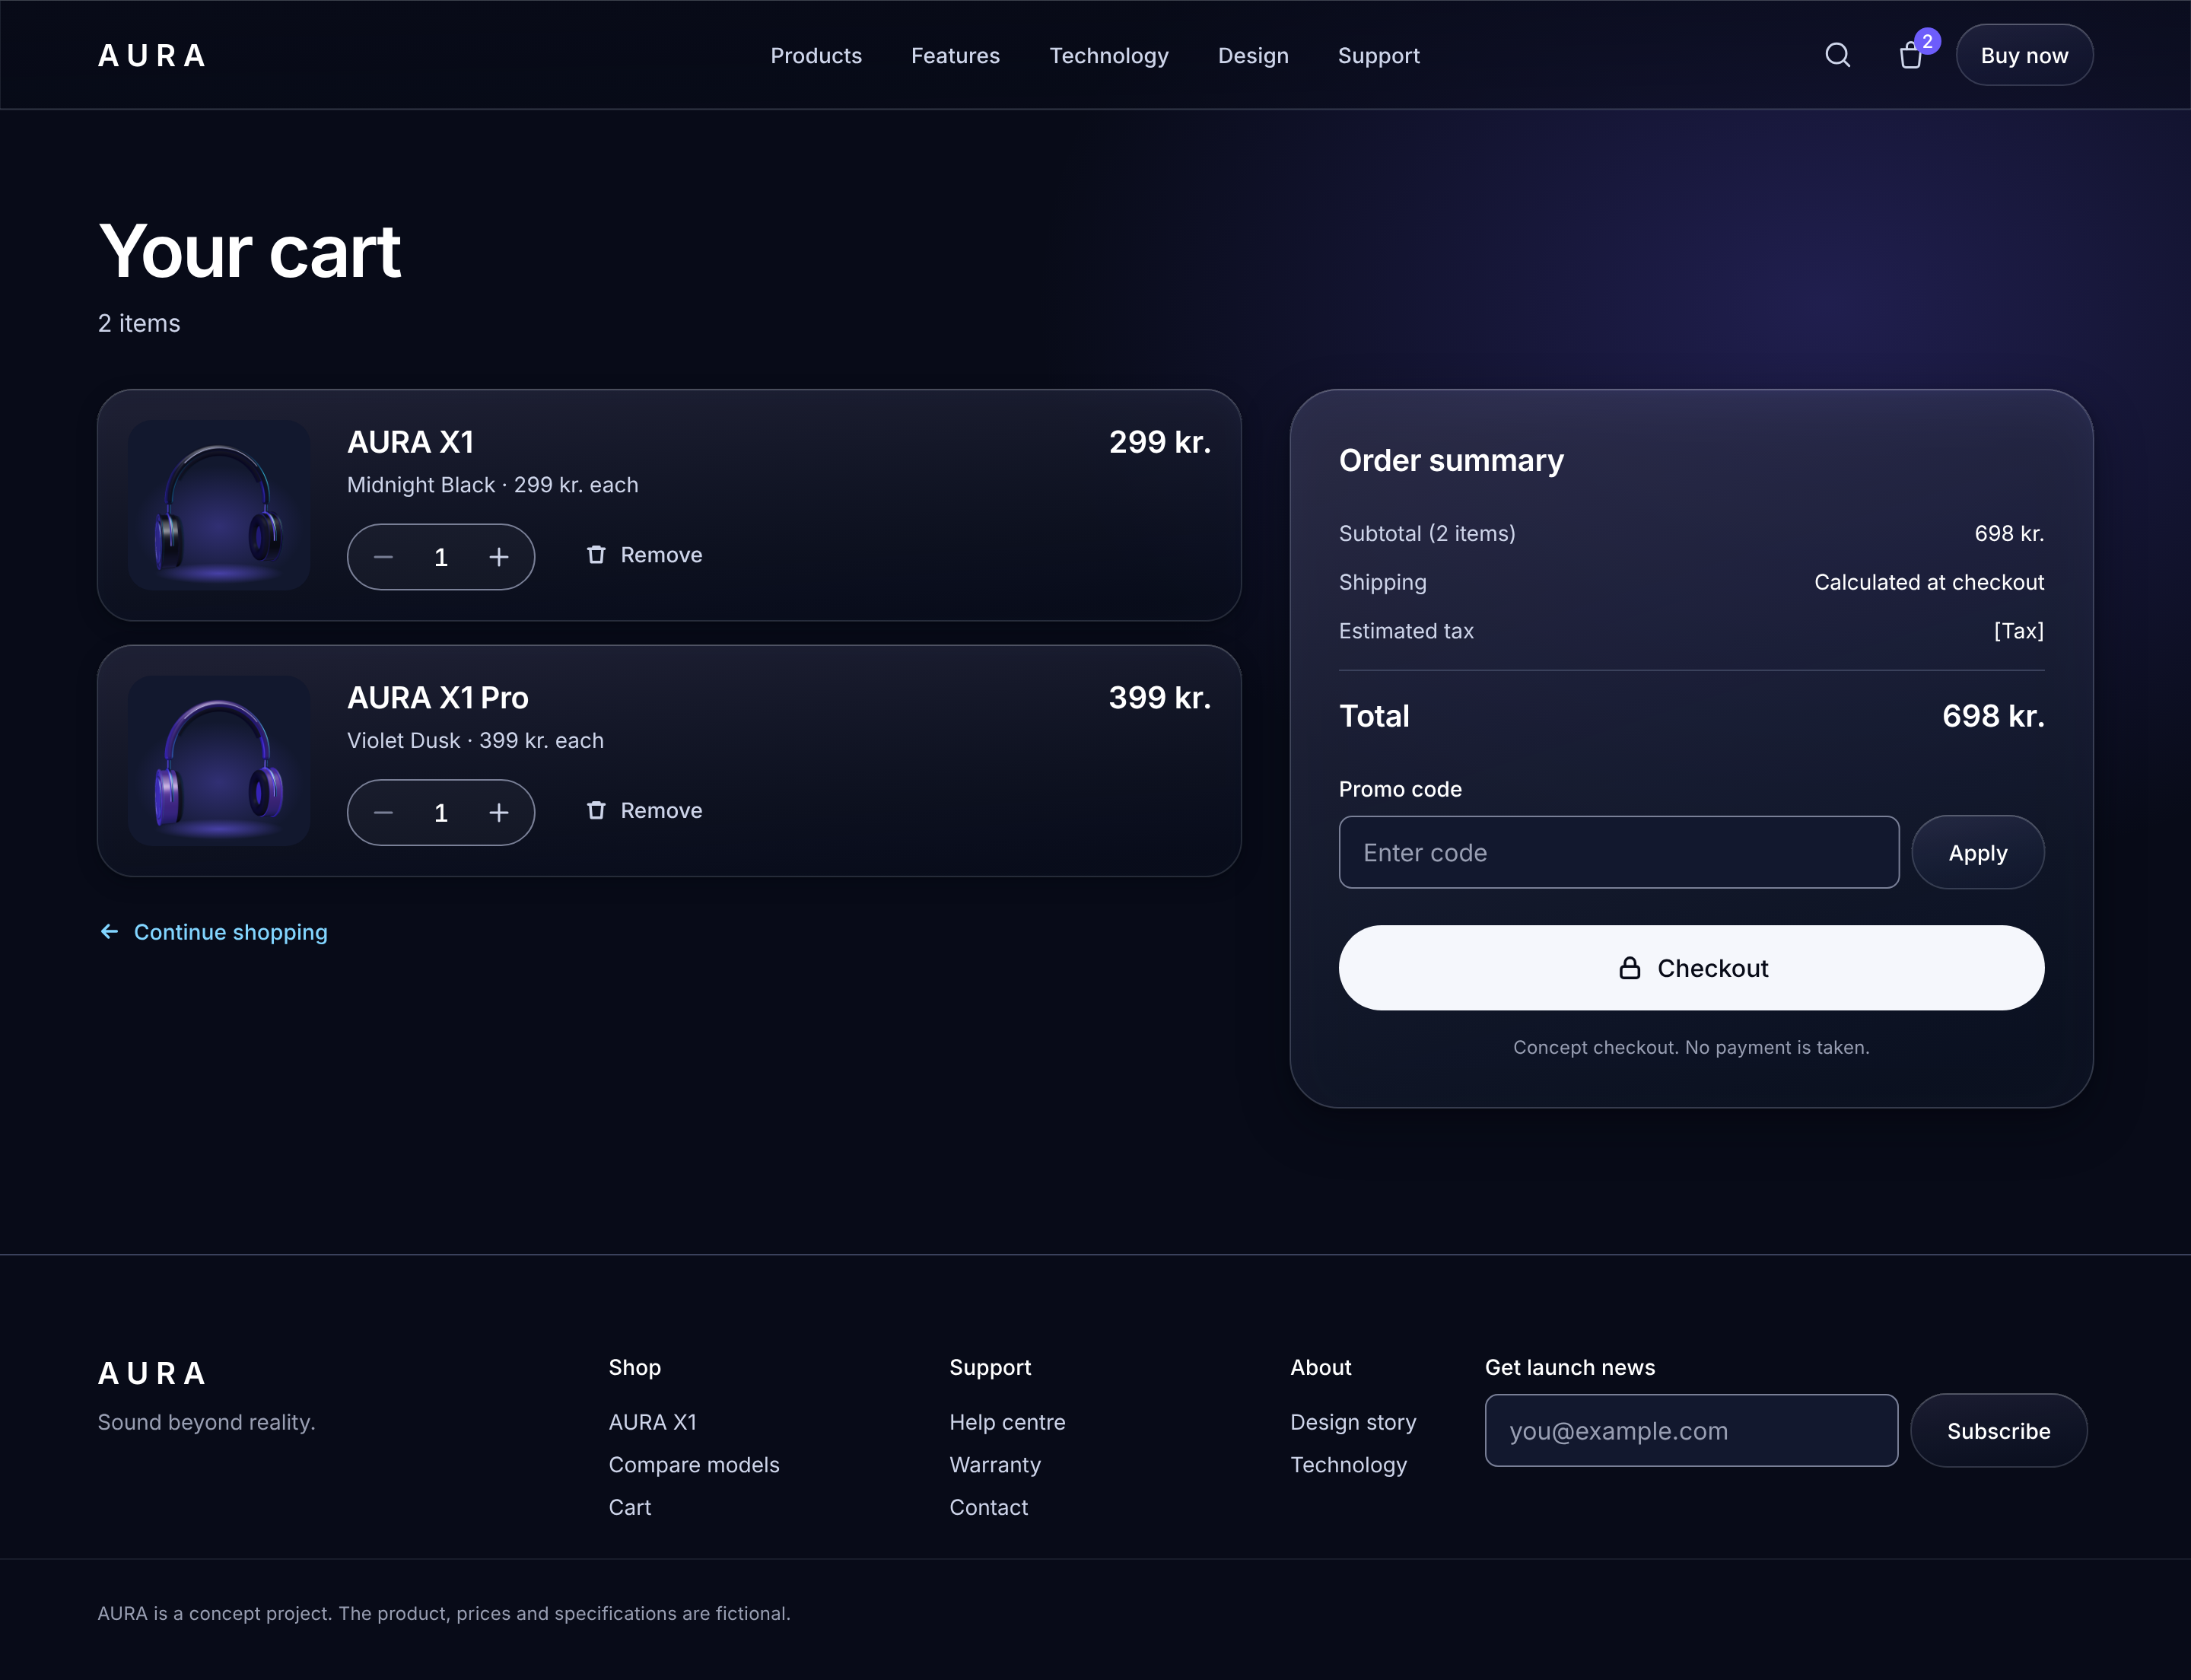 AURA
Products Features Technology Design Support
2
Buy now
Your cart
2 items
AURA X1
299 kr.
Midnight Black · 299 kr. each
1
Remove
AURA X1 Pro
399 kr.
Violet Dusk · 399 kr. each
1
Remove
Continue shopping
Order summary
Subtotal (2 items) 698 kr.
Shipping Calculated at checkout
Estimated tax [Tax]
Total 698 kr.
Promo code
Enter code
Apply
Checkout
Concept checkout. No payment is taken.
AURA
Sound beyond reality.
Shop
AURA X1
Compare models
Cart
Support
Help centre
Warranty
Contact
About
Design story
Technology
Get launch news
you@example.com
Subscribe
AURA is a concept project. The product, prices and specifications are fictional.